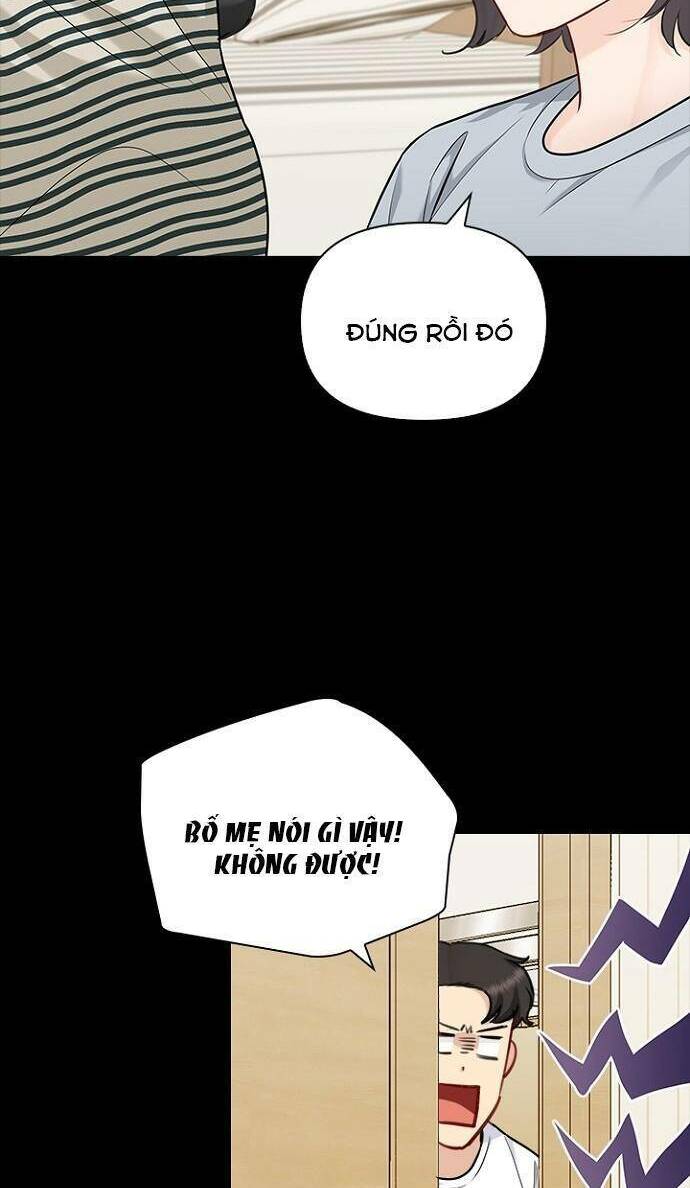 ĐÚNG RỒI ĐÓ
BỐ MẸ NÓI GÌ VẬY!
KHÔNG ĐƯỢC!